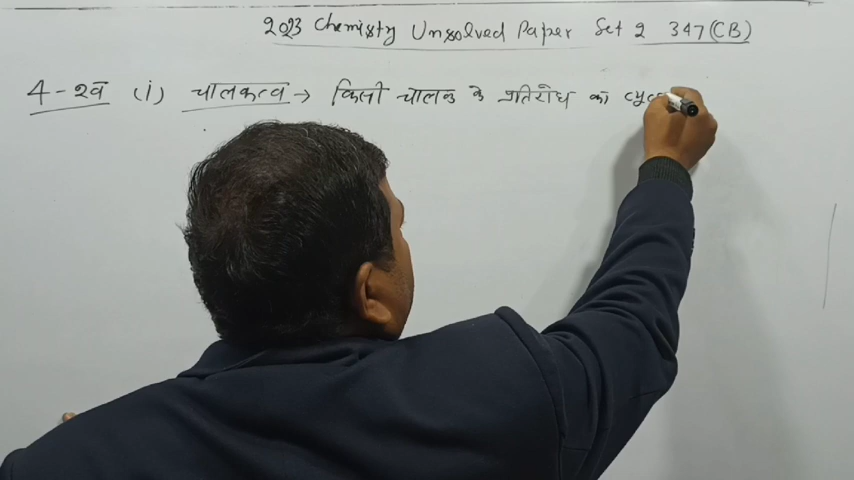 2023 Chemistry Unsolved Paper Set 2 347(CB)
4-2व (i) चालकत्व → किसी चालक के प्रतिरोध का